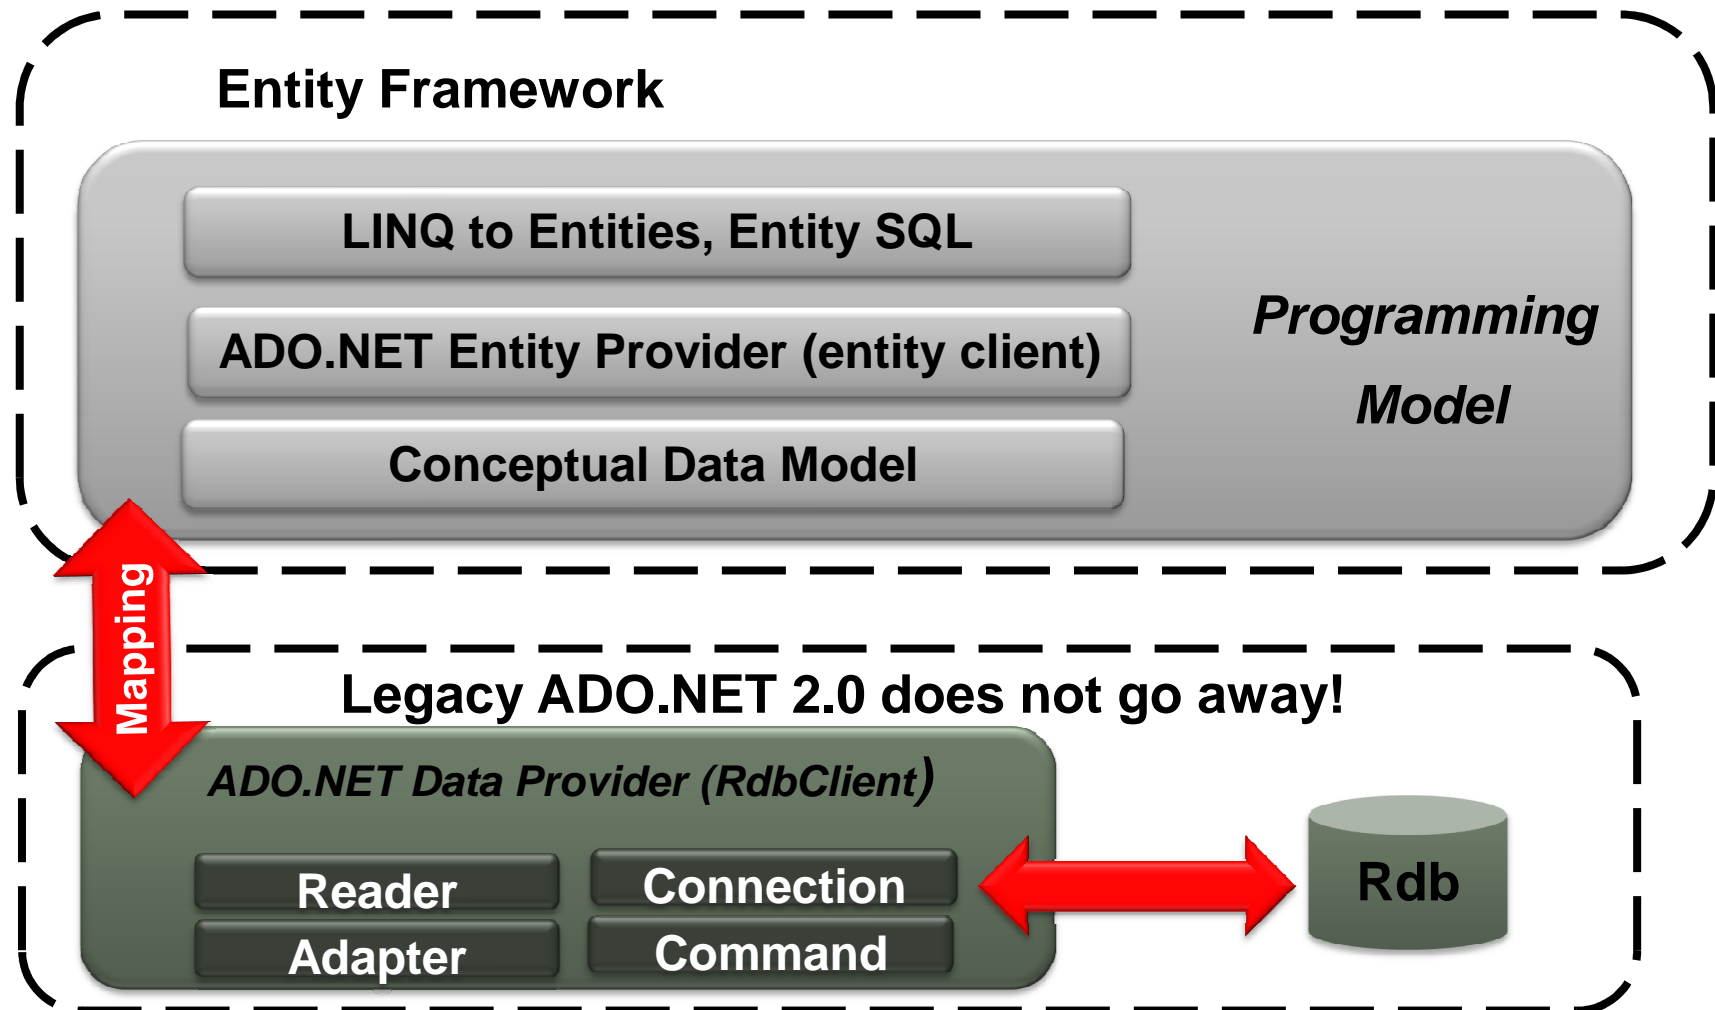 Entity Framework
LINQ to Entities, Entity SQL
ADO.NET Entity Provider (entity client)
Conceptual Data Model
Programming
Model
Mapping
Legacy ADO.NET 2.0 does not go away!
ADO.NET Data Provider (RdbClient)
Reader
Connection
Adapter
Command
Rdb